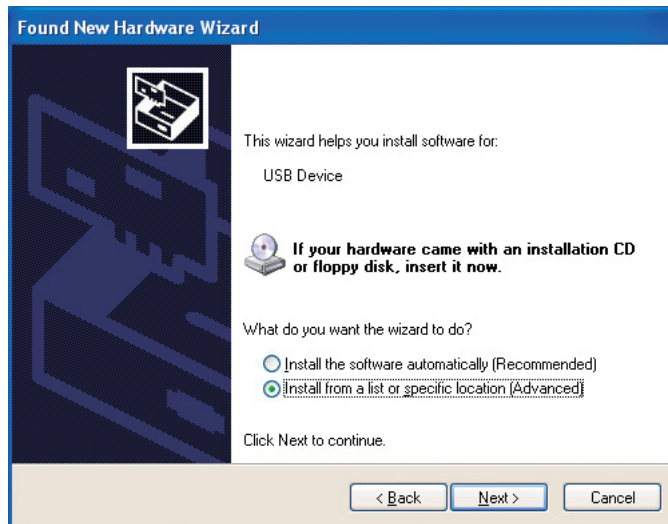 Found New Hardware Wizard
This wizard helps you install software for:
USB Device
If your hardware came with an installation CD
or floppy disk, insert it now.
What do you want the wizard to do?
Install the software automatically (Recommended)
Install from a list or specific location (Advanced)
Click Next to continue.
< Back
Next >
Cancel